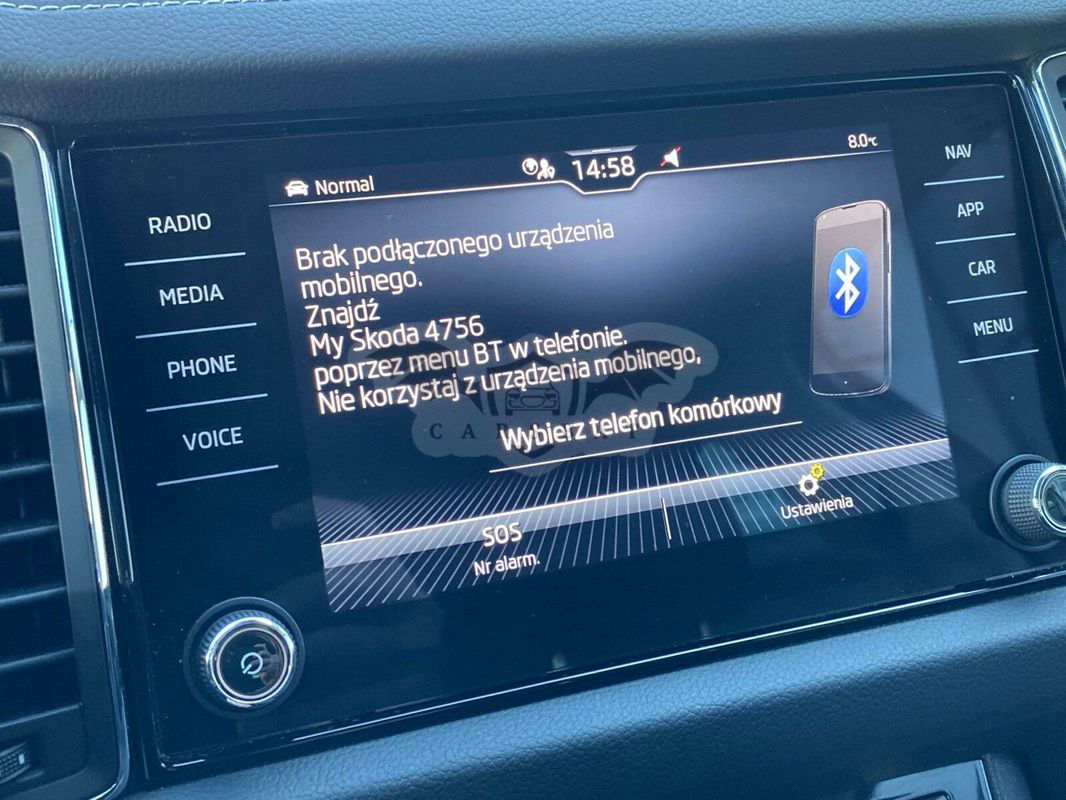 Normal
14:58
8.0°C
RADIO
MEDIA
PHONE
VOICE
Brak podłączonego urządzenia
mobilnego.
Znajdź
My Skoda 4756
poprzez menu BT w telefonie.
Nie korzystaj z urządzenia mobilnego,
Wybierz telefon komórkowy
SOS
Nr alarm.
Ustawienia
NAV
APP
CAR
MENU